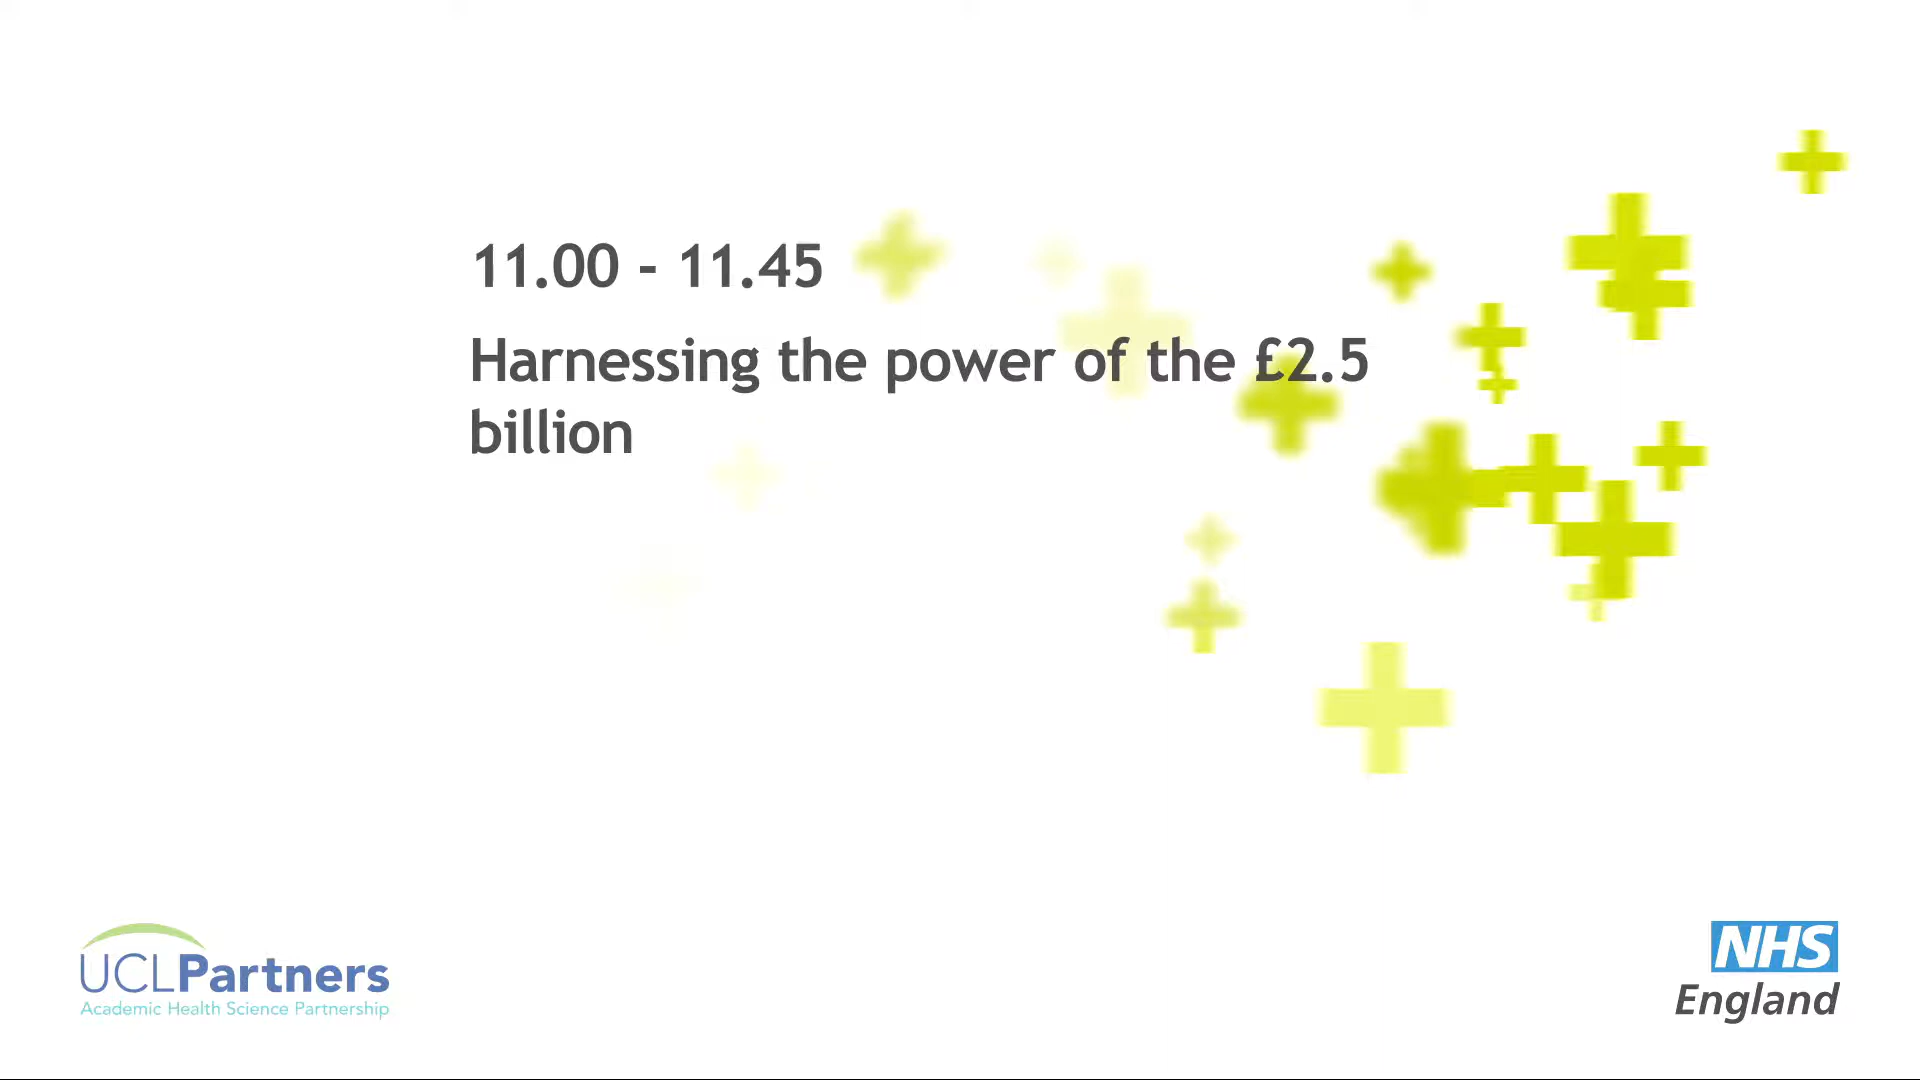 11.00 - 11.45
Harnessing the power of the £2.5
billion
UCLPartners
Academic Health Science Partnership
NHS
England